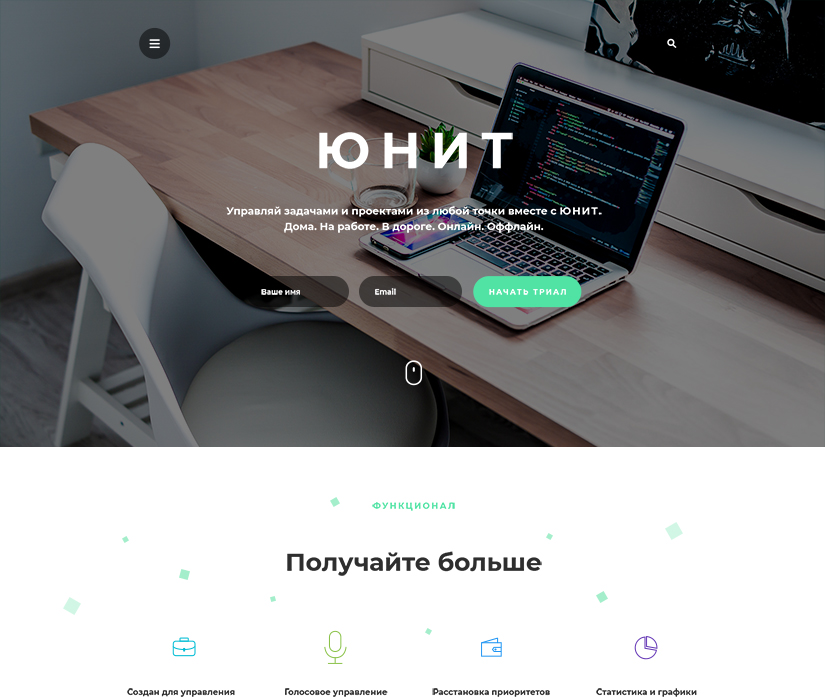 ЮНИТ
Управляй задачами и проектами из любой точки вместе с ЮНИТ.
Дома. На работе. В дороге. Онлайн. Оффлайн.
Ваше имя
Email
НАЧАТЬ ТРИАЛ
ФУНКЦИОНАЛ
Получайте больше
Создан для управления
Голосовое управление
Расстановка приоритетов
Статистика и графики